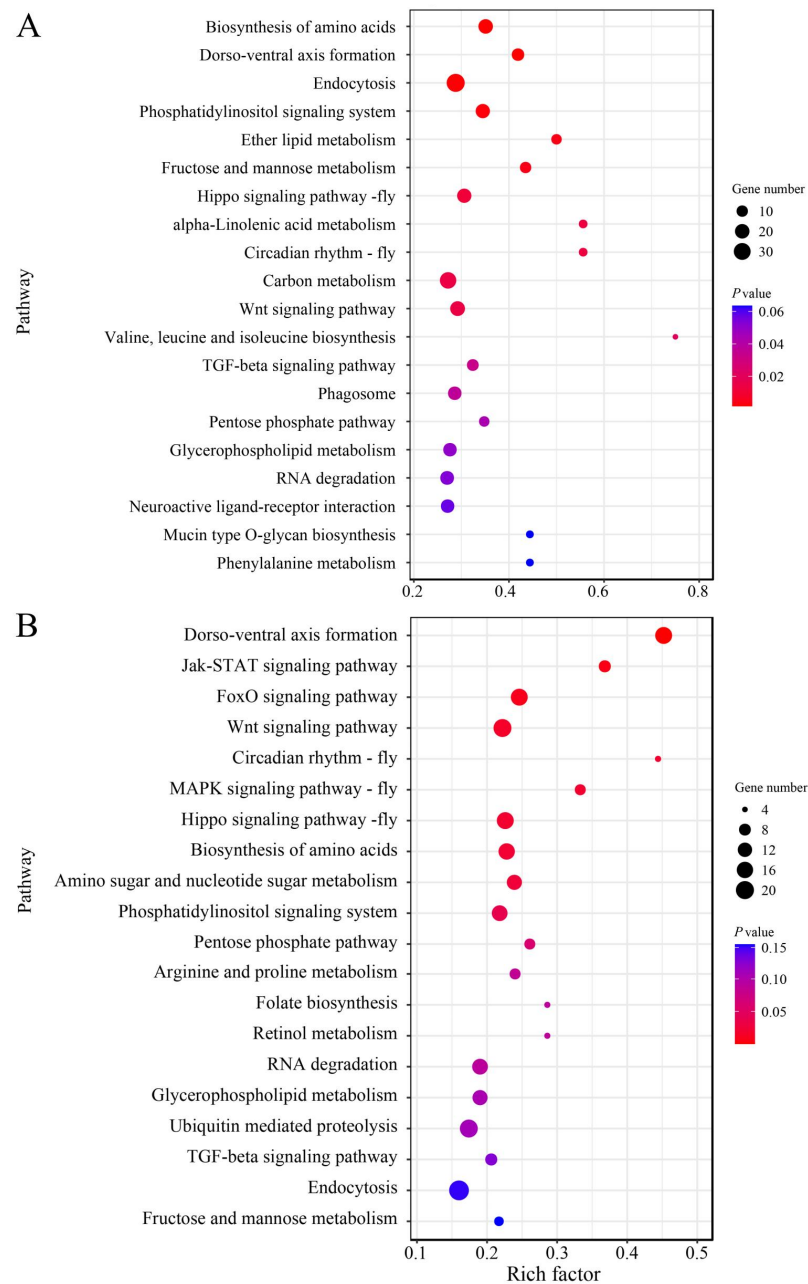 A
Biosynthesis of amino acids
Dorso-ventral axis formation
Endocytosis
Phosphatidylinositol signaling system
Ether lipid metabolism
Fructose and mannose metabolism
Hippo signaling pathway -fly
alpha-Linolenic acid metabolism
Circadian rhythm - fly
Carbon metabolism
Wnt signaling pathway
Valine, leucine and isoleucine biosynthesis
TGF-beta signaling pathway
Phagosome
Pentose phosphate pathway
Glycerophospholipid metabolism
RNA degradation
Neuroactive ligand-receptor interaction
Mucin type O-glycan biosynthesis
Phenylalanine metabolism
Pathway
0.2 0.4 0.6 0.8
Gene number
10
20
30
P value
0.06
0.04
0.02
B
Dorso-ventral axis formation
Jak-STAT signaling pathway
FoxO signaling pathway
Wnt signaling pathway
Circadian rhythm - fly
MAPK signaling pathway - fly
Hippo signaling pathway -fly
Biosynthesis of amino acids
Amino sugar and nucleotide sugar metabolism
Phosphatidylinositol signaling system
Pentose phosphate pathway
Arginine and proline metabolism
Folate biosynthesis
Retinol metabolism
RNA degradation
Glycerophospholipid metabolism
Ubiquitin mediated proteolysis
TGF-beta signaling pathway
Endocytosis
Fructose and mannose metabolism
Pathway
0.1 0.2 0.3 0.4 0.5
Rich factor
Gene number
4
8
12
16
20
P value
0.15
0.10
0.05